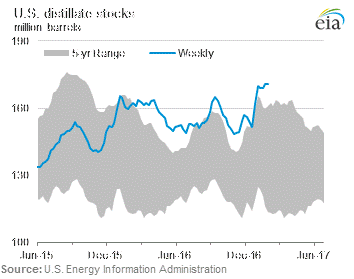 U.S. distillate stocks
million barrels
eia
190
5-yr Range
Weekly
160
130
100
Jun-15
Dec-15
Jun-16
Dec-16
Jun-17
Source: U.S. Energy Information Administration